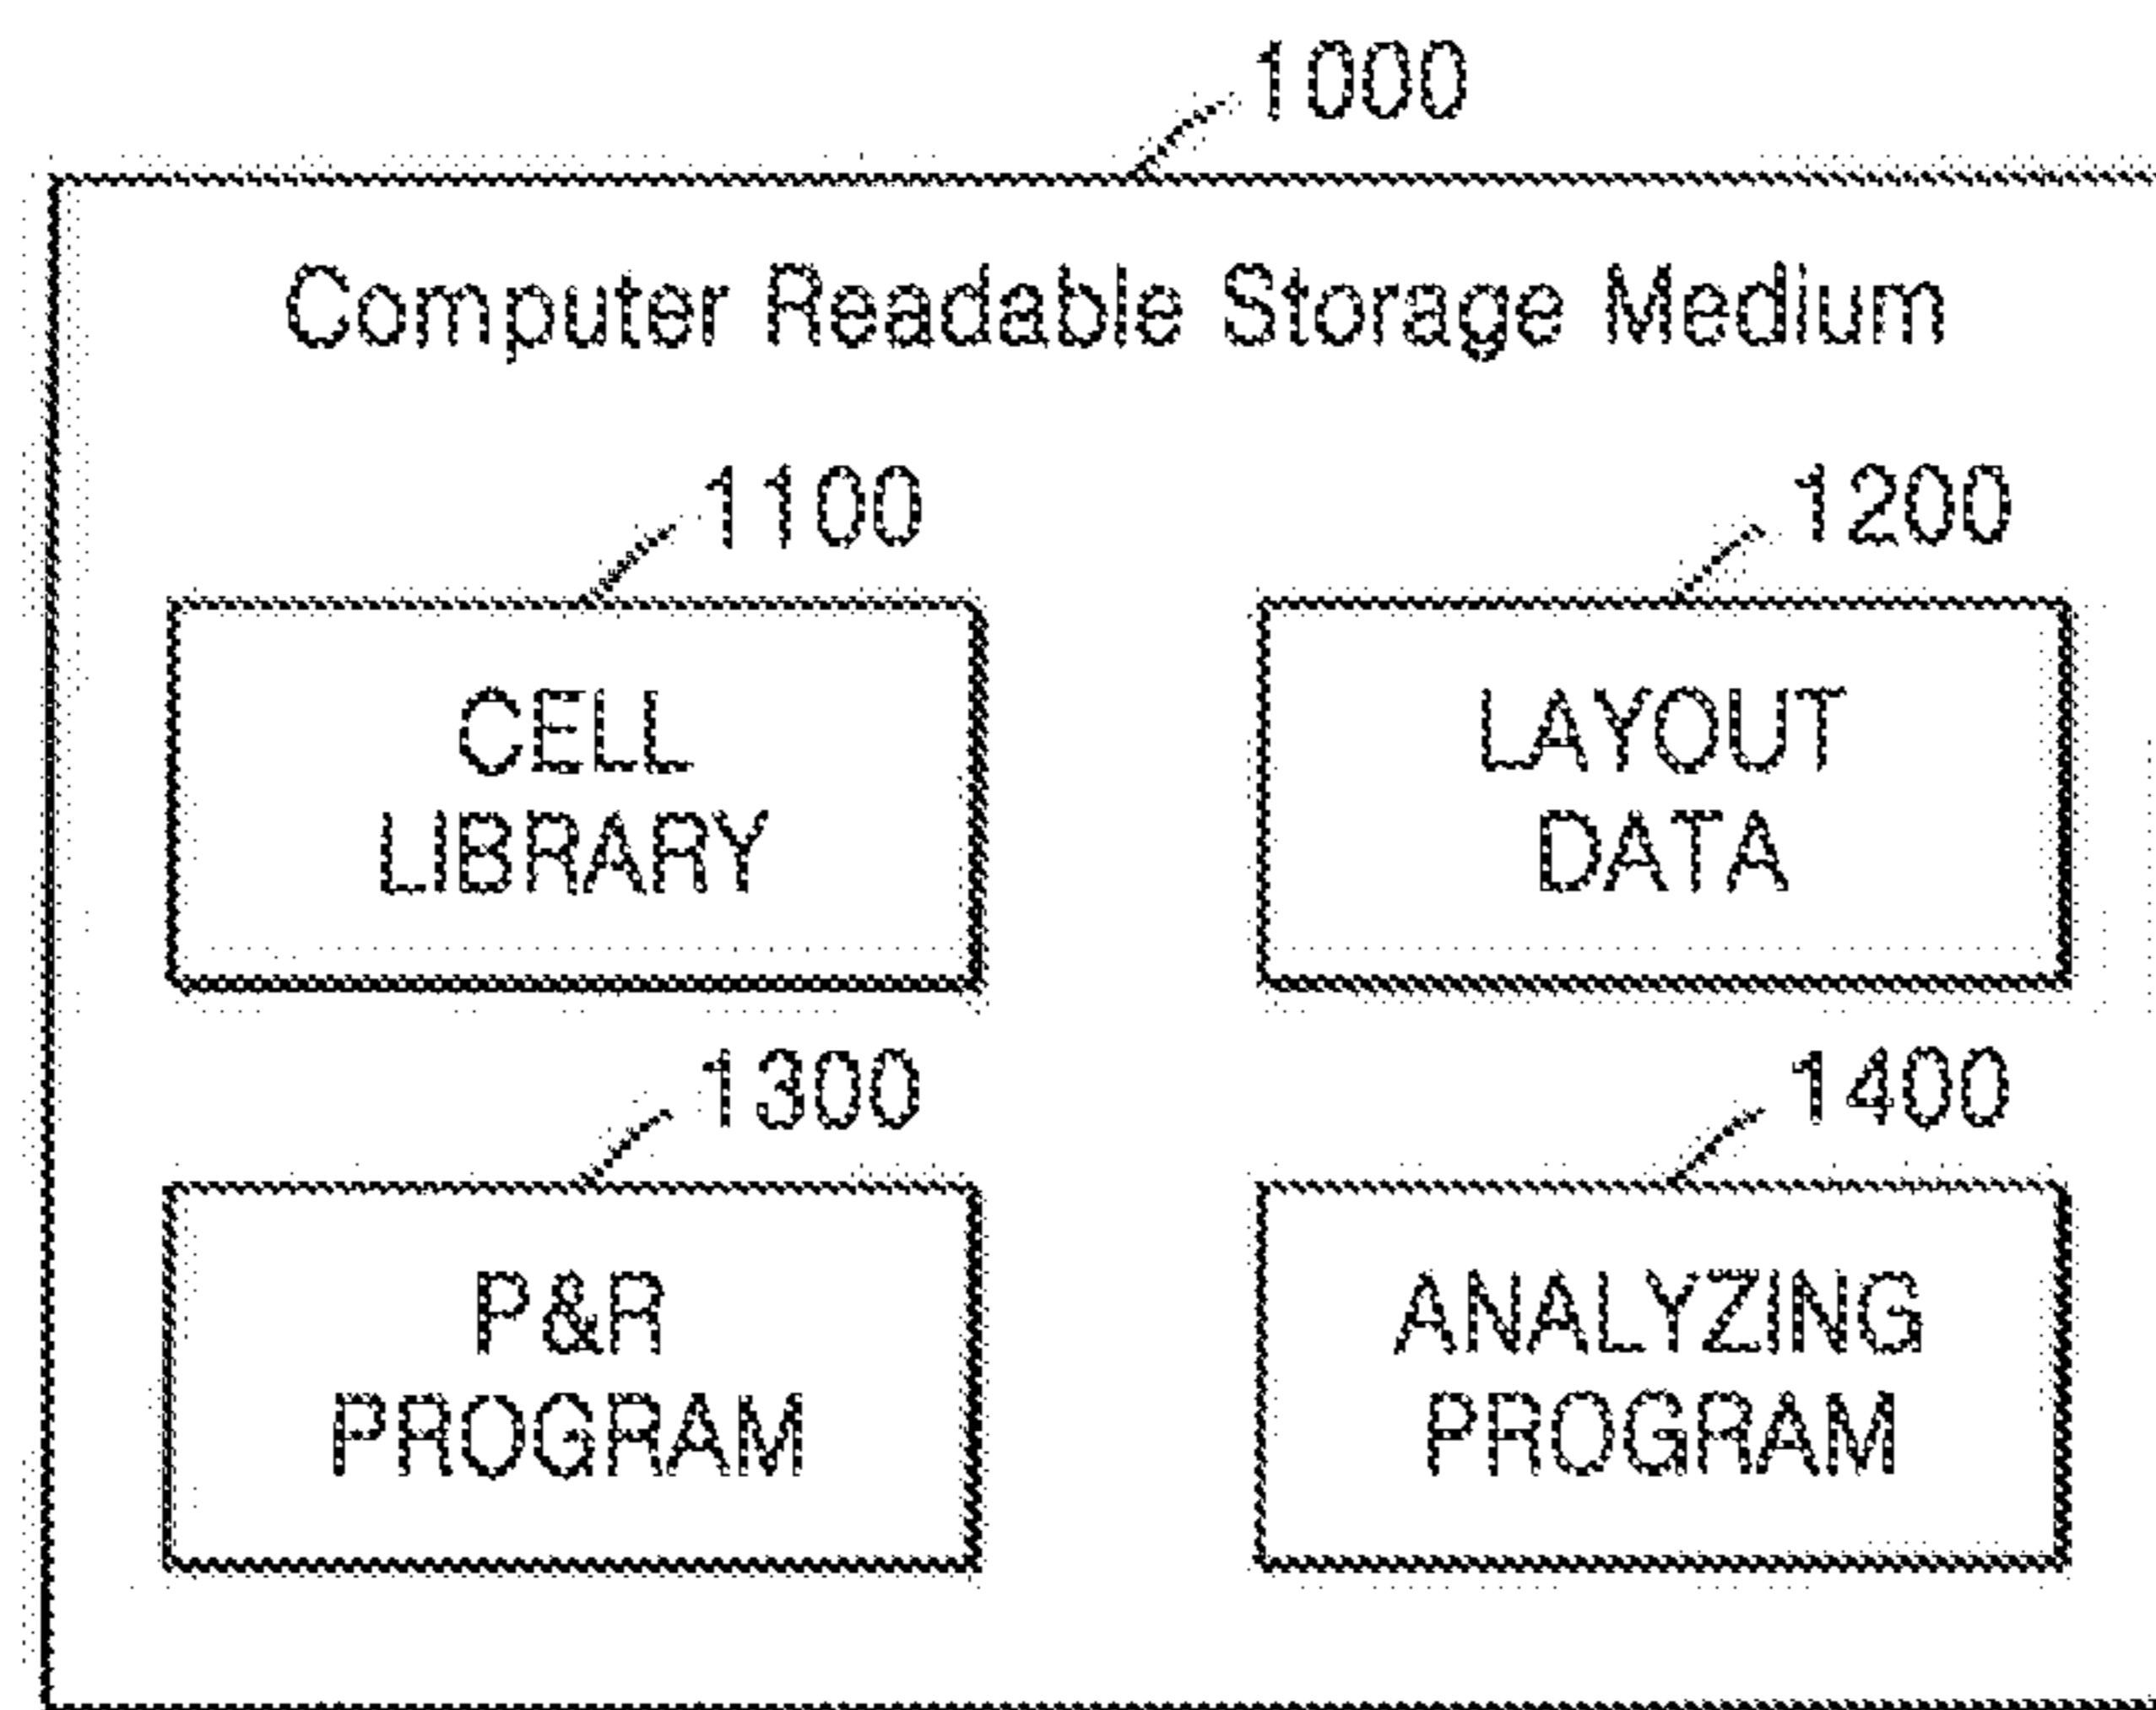 1000
Computer Readable Storage Medium
1100
1200
CELL
LIBRARY
LAYOUT
DATA
1300
1400
P&R
PROGRAM
ANALYZING
PROGRAM